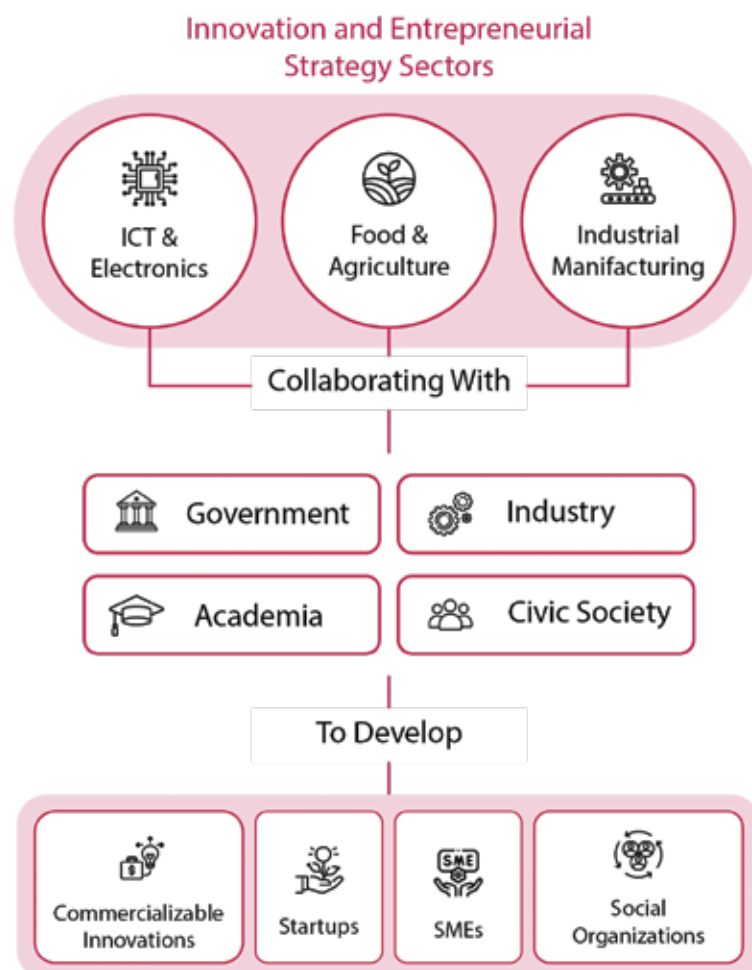 Innovation and Entrepreneurial
Strategy Sectors
ICT &
Electronics
Food &
Agriculture
Industrial
Manifacturing
Collaborating With
Government
Industry
Academia
Civic Society
To Develop
Commercializable
Innovations
Startups
SME
SMEs
Social
Organizations